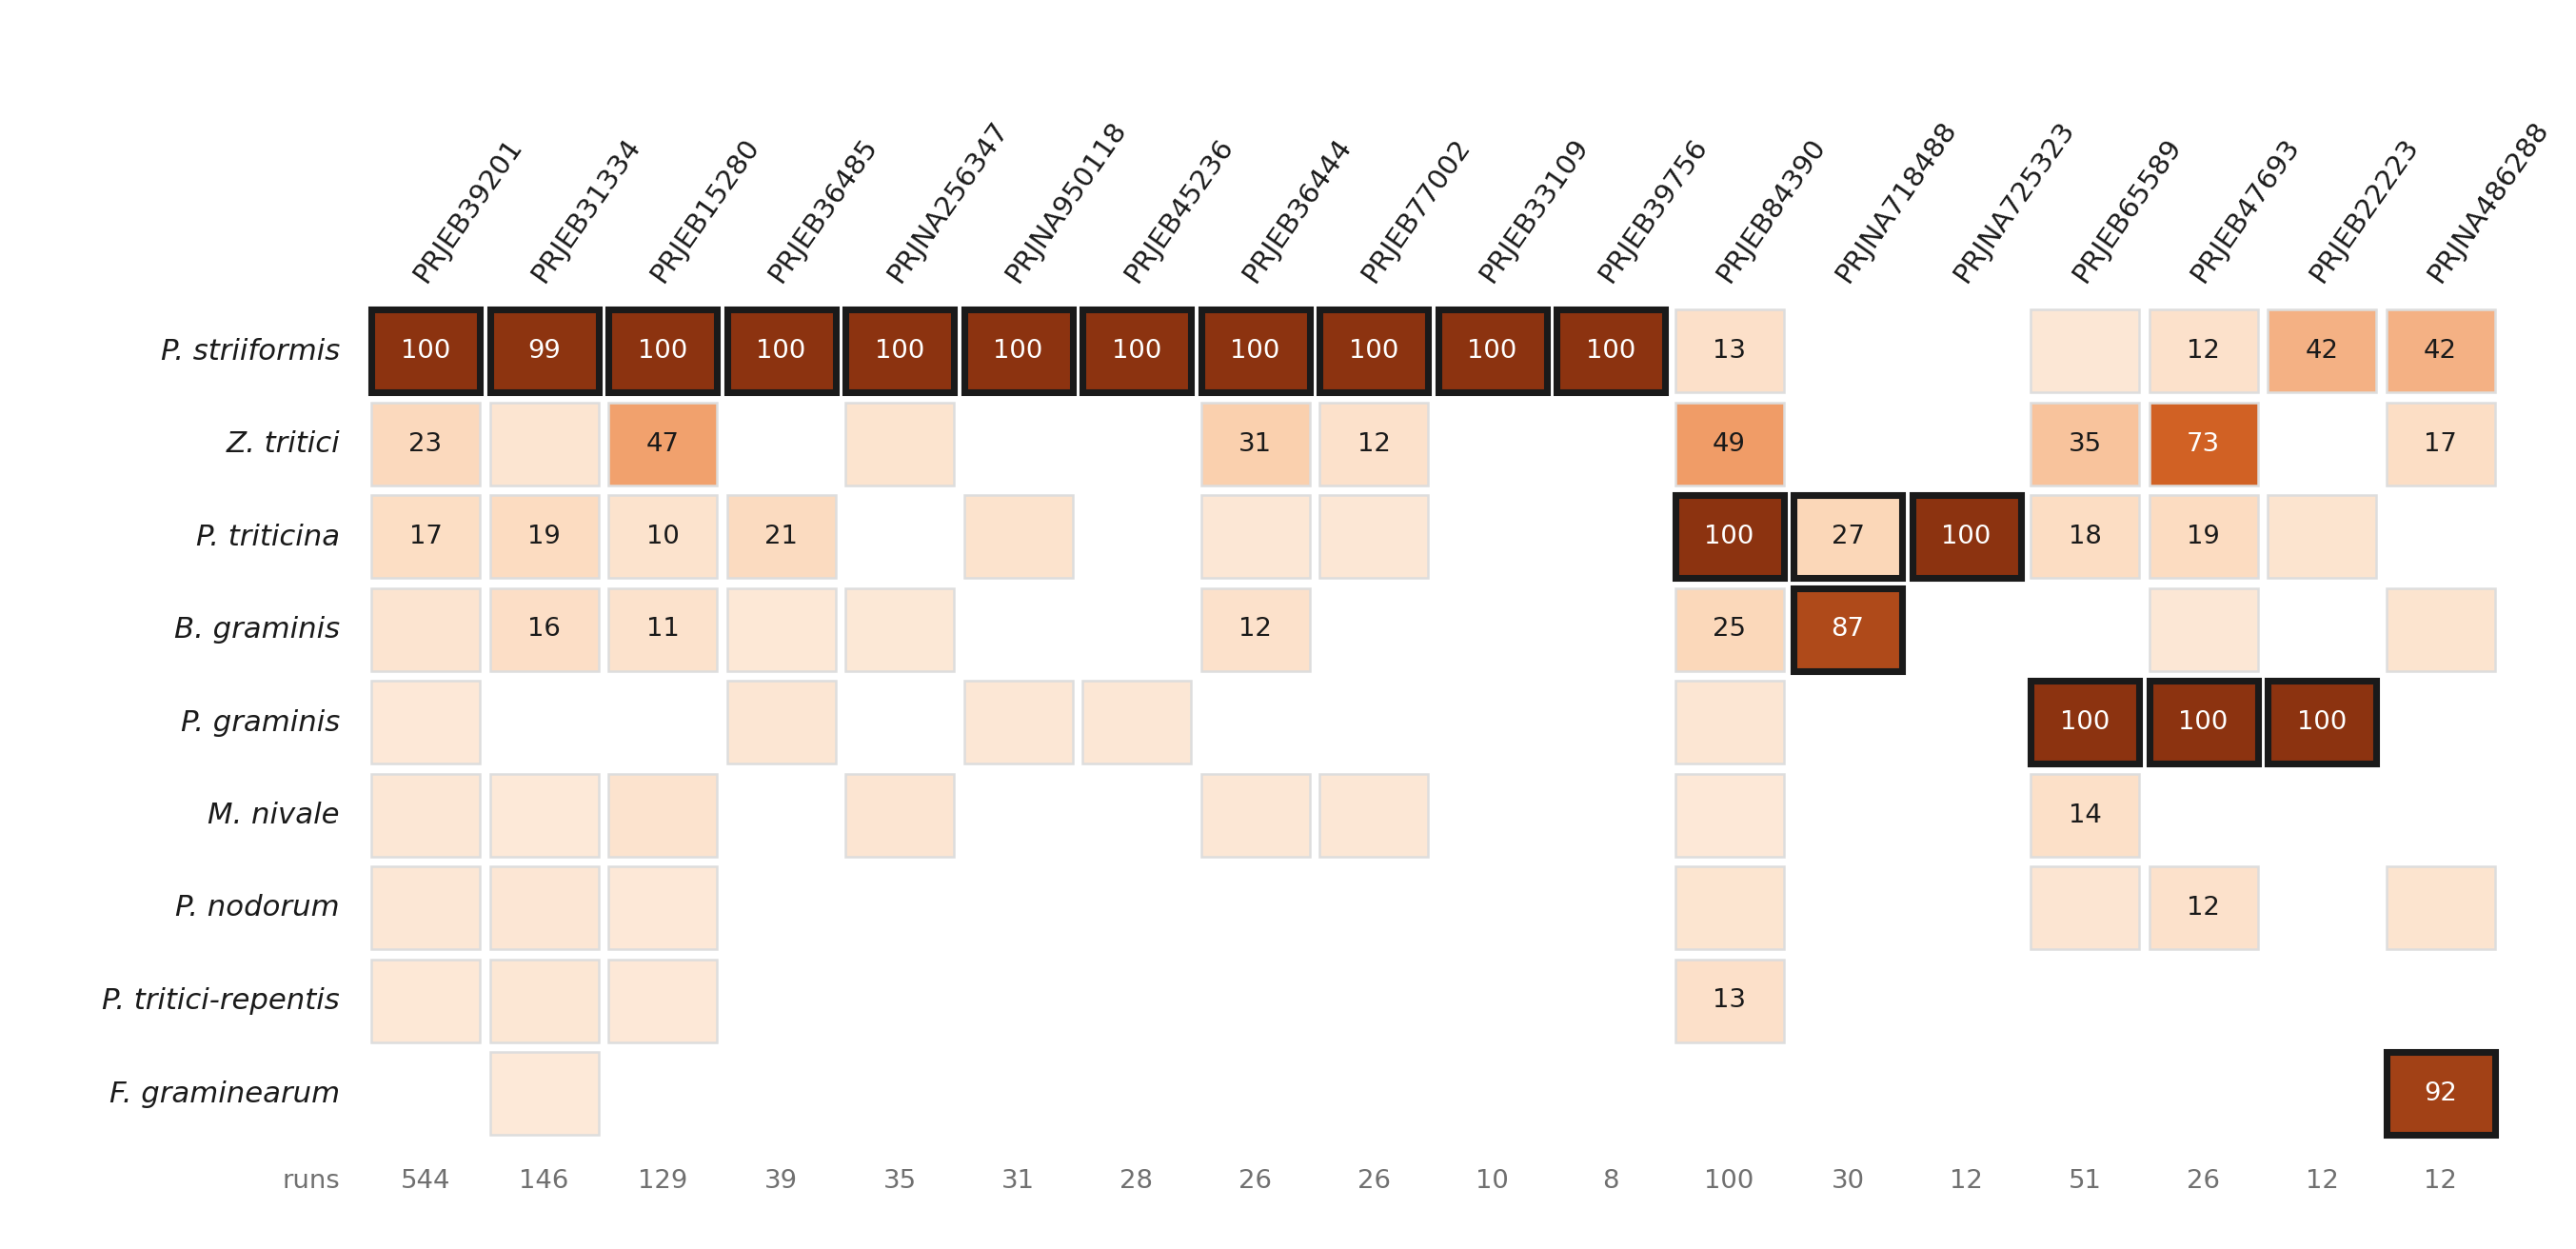 PRJEB39201 PRJEB31334 PRJEB15280 PRJEB36485 PRJNA256347 PRJNA950118 PRJEB45236 PRJEB36444 PRJEB77002 PRJEB33109 PRJEB39756 PRJEB84390 PRJNA718488 PRJNA725323 PRJEB65589 PRJEB47693 PRJEB22223 PRJNA486288
P. striiformis 100 99 100 100 100 100 100 100 100 100 100 13 12 42 42
Z. tritici 23 47 31 12 49 35 73 17
P. triticina 17 19 10 21 100 27 100 18 19
B. graminis 16 11 12 25 87
P. graminis 100 100 100
M. nivale 14
P. nodorum 12
P. tritici-repentis 13
F. graminearum 92
runs 544 146 129 39 35 31 28 26 26 10 8 100 30 12 51 26 12 12